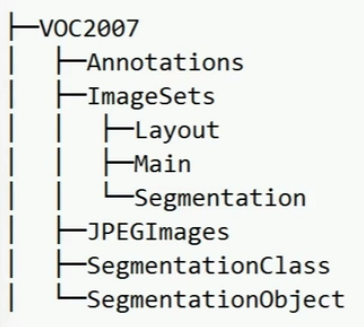 ├─VOC2007
│  ├─Annotations
│  ├─ImageSets
│  │  ├─Layout
│  │  ├─Main
│  │  └─Segmentation
│  ├─JPEGImages
│  ├─SegmentationClass
│  └─SegmentationObject